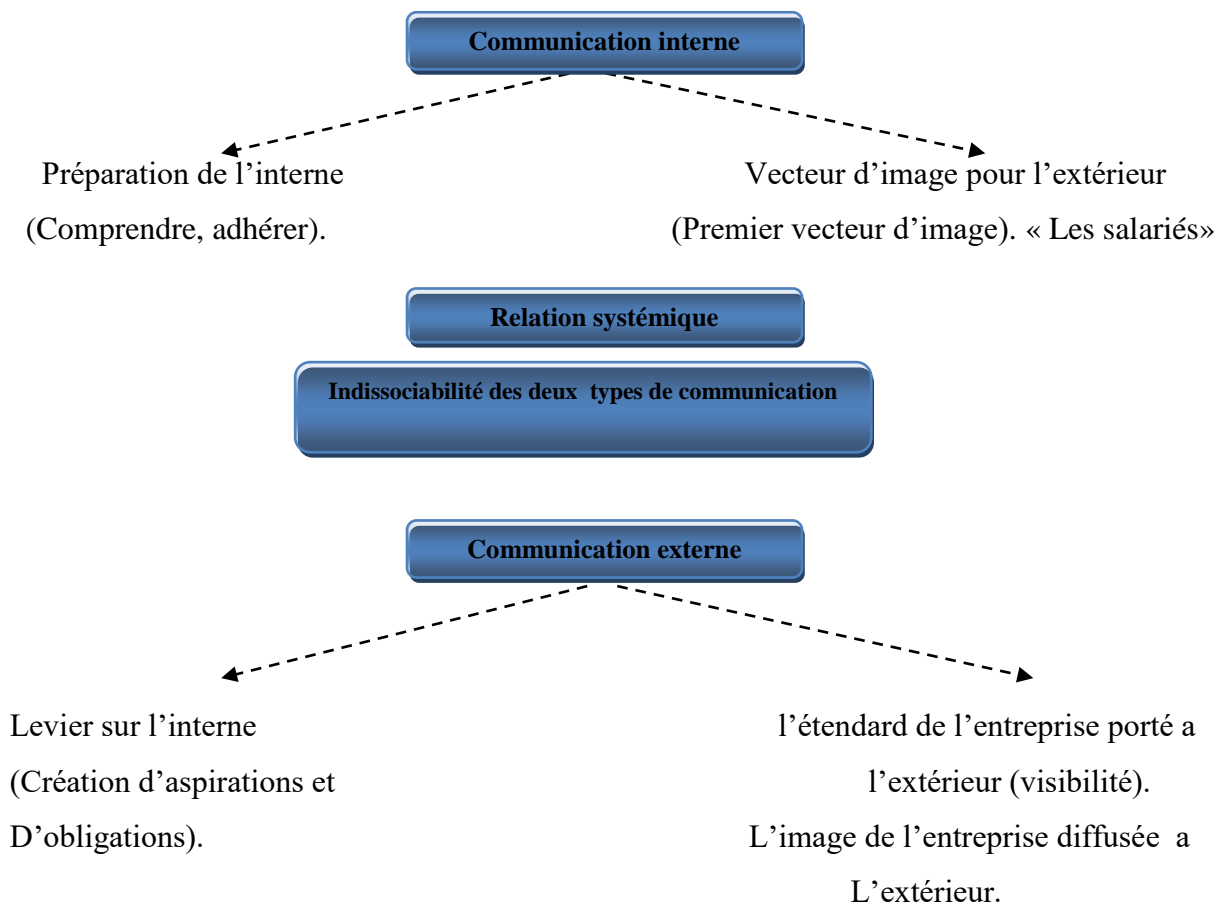 Communication interne
Préparation de l’interne
(Comprendre, adhérer).
Vecteur d’image pour l’extérieur
(Premier vecteur d’image). « Les salariés»
Relation systémique
Indissociabilité des deux types de communication
Communication externe
Levier sur l’interne
(Création d’aspirations et
D’obligations).
l’étendard de l’entreprise porté a
l’extérieur (visibilité).
L’image de l’entreprise diffusée a
L’extérieur.